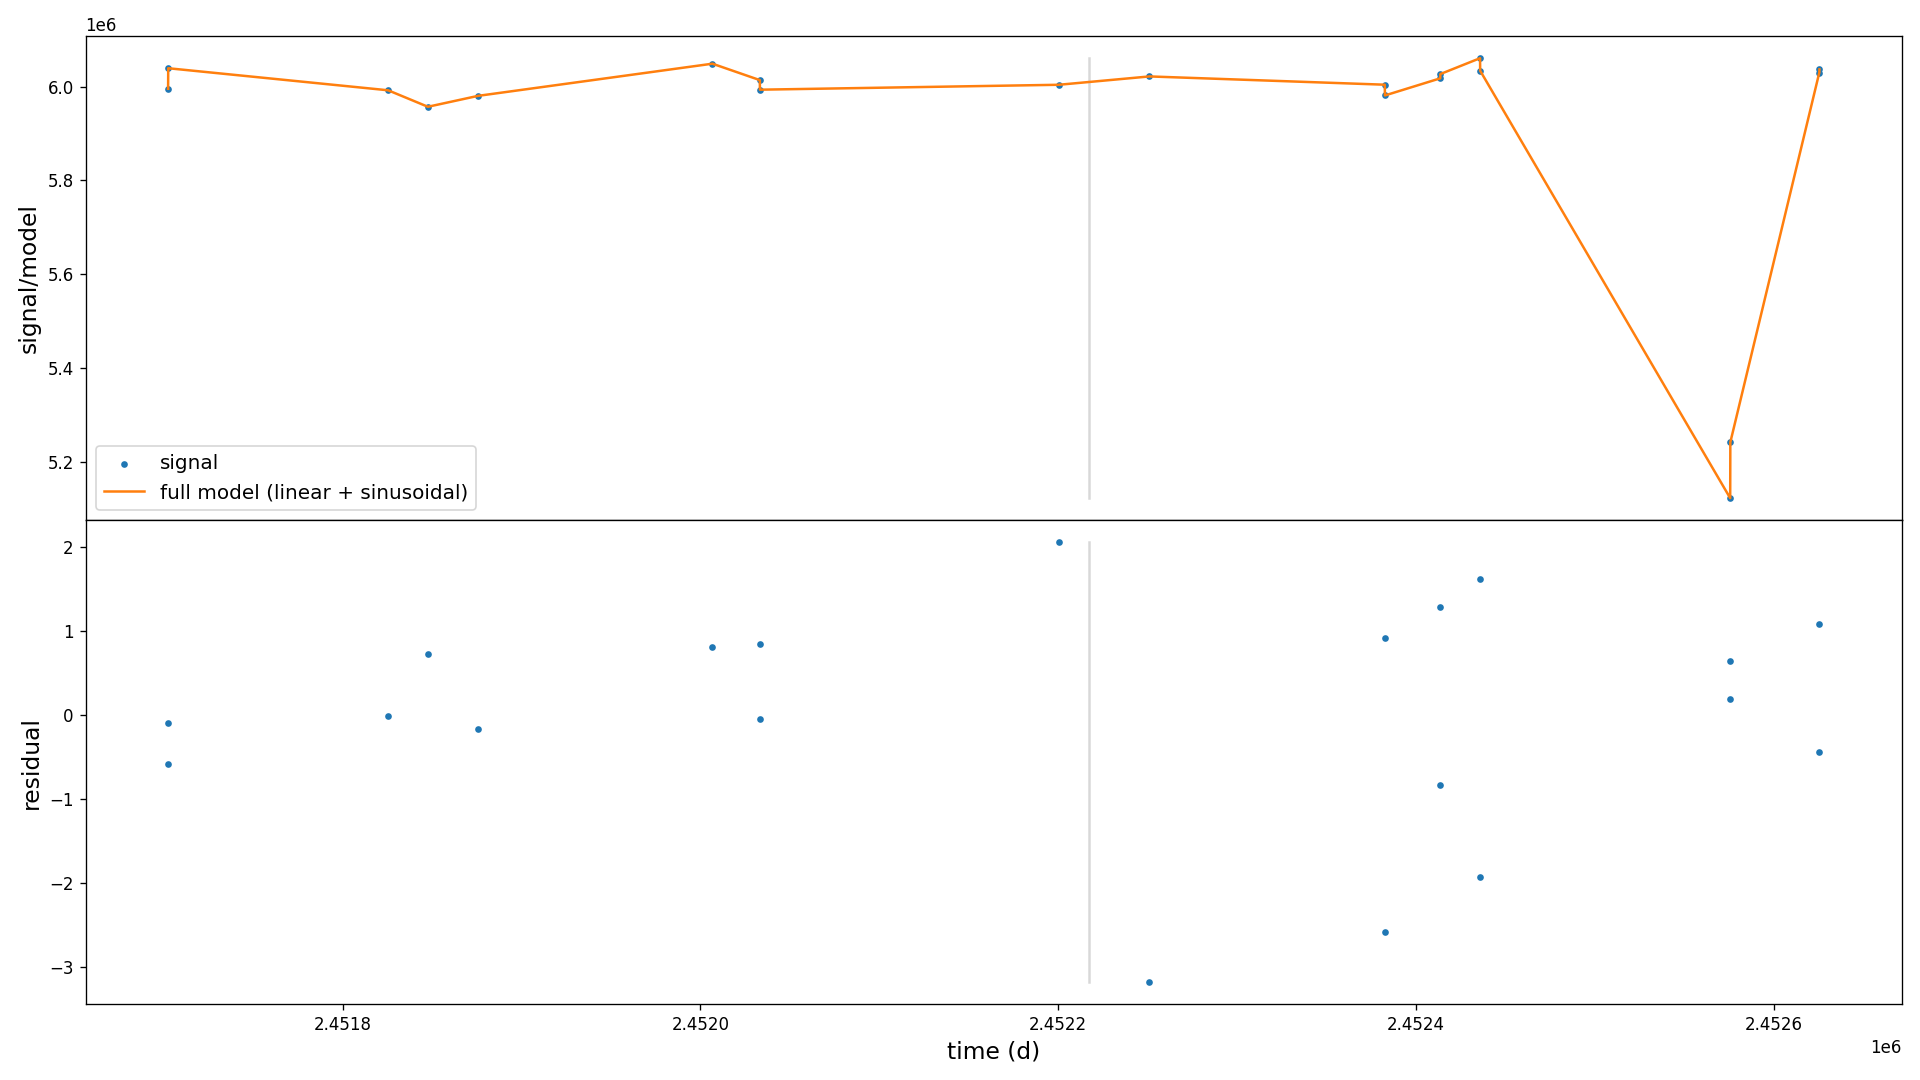 1e6
6.0
5.8
5.6
5.4
5.2
signal/model
signal
full model (linear + sinusoidal)
2
1
0
−1
−2
−3
residual
2.4518
2.4520
2.4522
2.4524
2.4526
time (d)
1e6